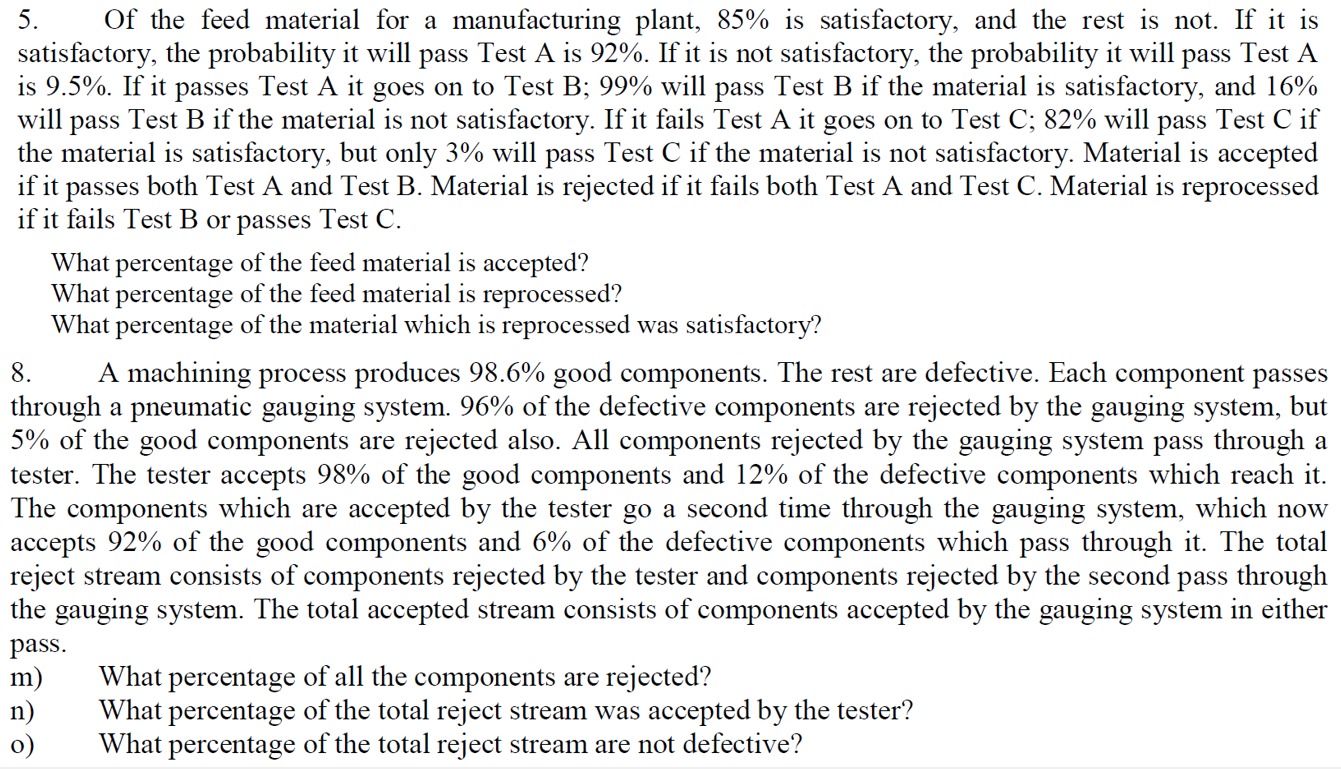 5. Of the feed material for a manufacturing plant, 85% is satisfactory, and the rest is not. If it is
satisfactory, the probability it will pass Test A is 92%. If it is not satisfactory, the probability it will pass Test A
is 9.5%. If it passes Test A it goes on to Test B; 99% will pass Test B if the material is satisfactory, and 16%
will pass Test B if the material is not satisfactory. If it fails Test A it goes on to Test C; 82% will pass Test C if
the material is satisfactory, but only 3% will pass Test C if the material is not satisfactory. Material is accepted
if it passes both Test A and Test B. Material is rejected if it fails both Test A and Test C. Material is reprocessed
if it fails Test B or passes Test C.
What percentage of the feed material is accepted?
What percentage of the feed material is reprocessed?
What percentage of the material which is reprocessed was satisfactory?
8. A machining process produces 98.6% good components. The rest are defective. Each component passes
through a pneumatic gauging system. 96% of the defective components are rejected by the gauging system, but
5% of the good components are rejected also. All components rejected by the gauging system pass through a
tester. The tester accepts 98% of the good components and 12% of the defective components which reach it.
The components which are accepted by the tester go a second time through the gauging system, which now
accepts 92% of the good components and 6% of the defective components which pass through it. The total
reject stream consists of components rejected by the tester and components rejected by the second pass through
the gauging system. The total accepted stream consists of components accepted by the gauging system in either
pass.
m) What percentage of all the components are rejected?
n) What percentage of the total reject stream was accepted by the tester?
o) What percentage of the total reject stream are not defective?